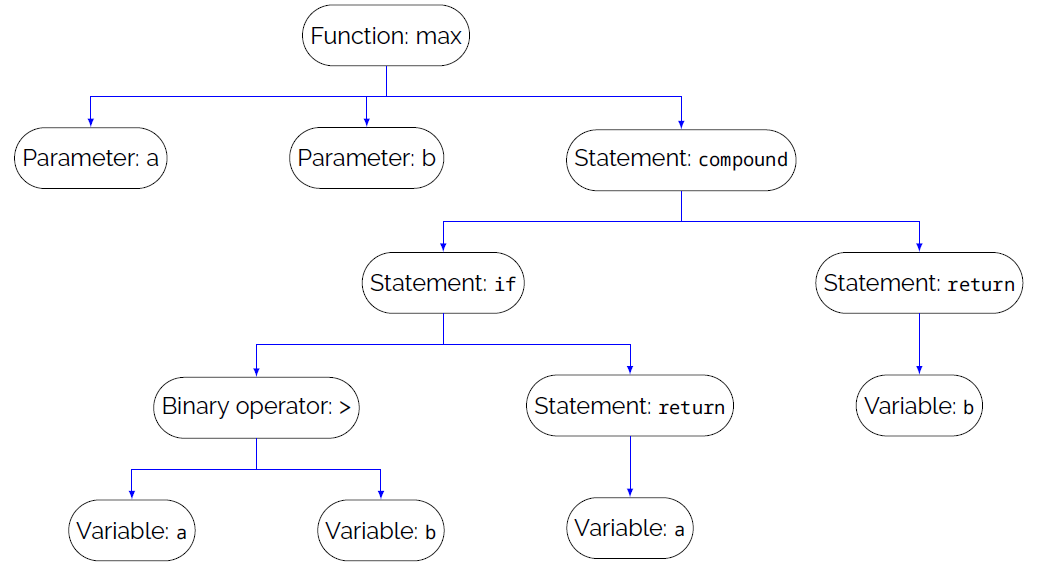 Function: max
Parameter: a
Parameter: b
Statement: compound
Statement: if
Statement: return
Binary operator: >
Statement: return
Variable: b
Variable: a
Variable: b
Variable: a